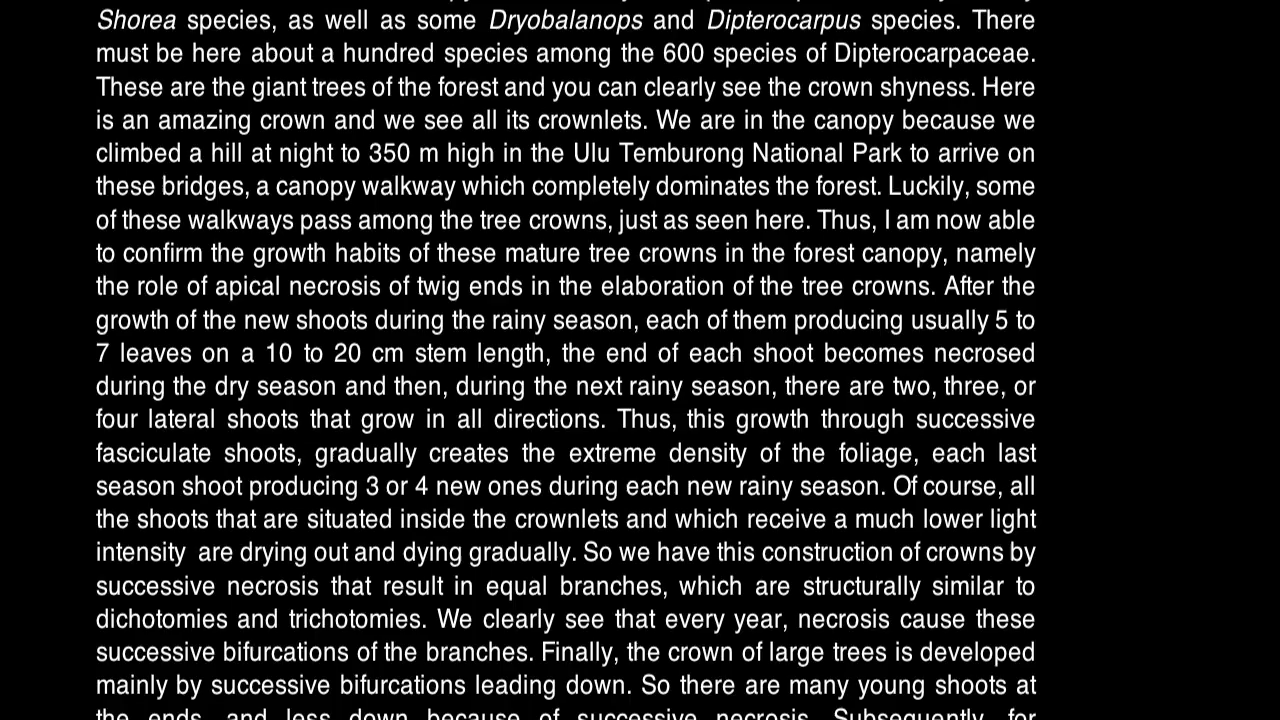 Shorea species, as well as some Dryobalanops and Dipterocarpus species. There
must be here about a hundred species among the 600 species of Dipterocarpaceae.
These are the giant trees of the forest and you can clearly see the crown shyness. Here
is an amazing crown and we see all its crownlets. We are in the canopy because we
climbed a hill at night to 350 m high in the Ulu Temburong National Park to arrive on
these bridges, a canopy walkway which completely dominates the forest. Luckily, some
of these walkways pass among the tree crowns, just as seen here. Thus, I am now able
to confirm the growth habits of these mature tree crowns in the forest canopy, namely
the role of apical necrosis of twig ends in the elaboration of the tree crowns. After the
growth of the new shoots during the rainy season, each of them producing usually 5 to
7 leaves on a 10 to 20 cm stem length, the end of each shoot becomes necrosed
during the dry season and then, during the next rainy season, there are two, three, or
four lateral shoots that grow in all directions. Thus, this growth through successive
fasciculate shoots, gradually creates the extreme density of the foliage, each last
season shoot producing 3 or 4 new ones during each new rainy season. Of course, all
the shoots that are situated inside the crownlets and which receive a much lower light
intensity are drying out and dying gradually. So we have this construction of crowns by
successive necrosis that result in equal branches, which are structurally similar to
dichotomies and trichotomies. We clearly see that every year, necrosis cause these
successive bifurcations of the branches. Finally, the crown of large trees is developed
mainly by successive bifurcations leading down. So there are many young shoots at
the ends, and less down because of successive necrosis. Subsequently, for